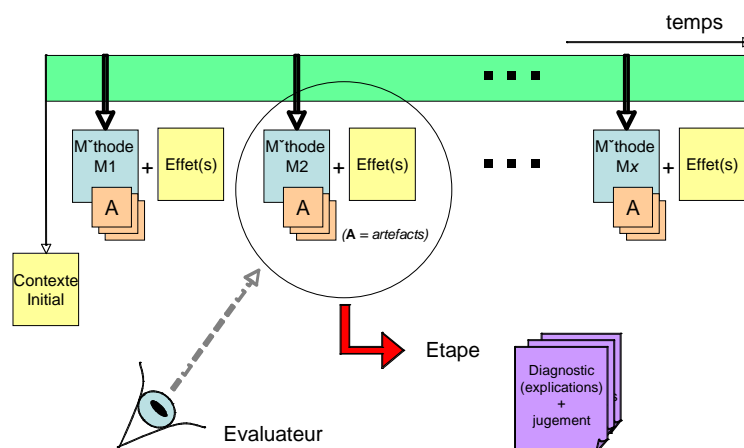 temps
M˘thode
M1
+
Effet(s)
A
M˘thode
M2
+
Effet(s)
A
(A = artefacts)
M˘thode
Mx
+
Effet(s)
A
Contexte
Initial
Etape
Evaluateur
Diagnostic
(explications)
+
jugement
s